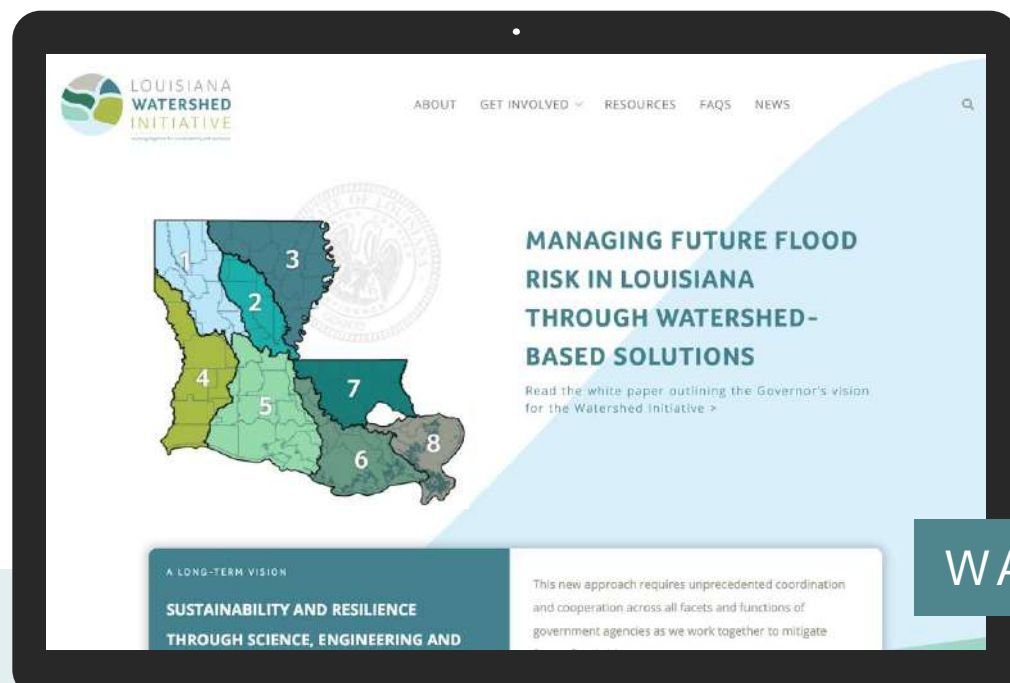 LOUISIANA
WATERSHED
INITIATIVE
ABOUT GET INVOLVED RESOURCES FAQS NEWS
1
2
3
4
5
6
7
8
MANAGING FUTURE FLOOD
RISK IN LOUISIANA
THROUGH WATERSHED-
BASED SOLUTIONS
Read the white paper outlining the Governor's vision
for the Watershed Initiative >
A LONG-TERM VISION
SUSTAINABILITY AND RESILIENCE
THROUGH SCIENCE, ENGINEERING AND
This new approach requires unprecedented coordination
and cooperation across all facets and functions of
government agencies as we work together to mitigate
WA